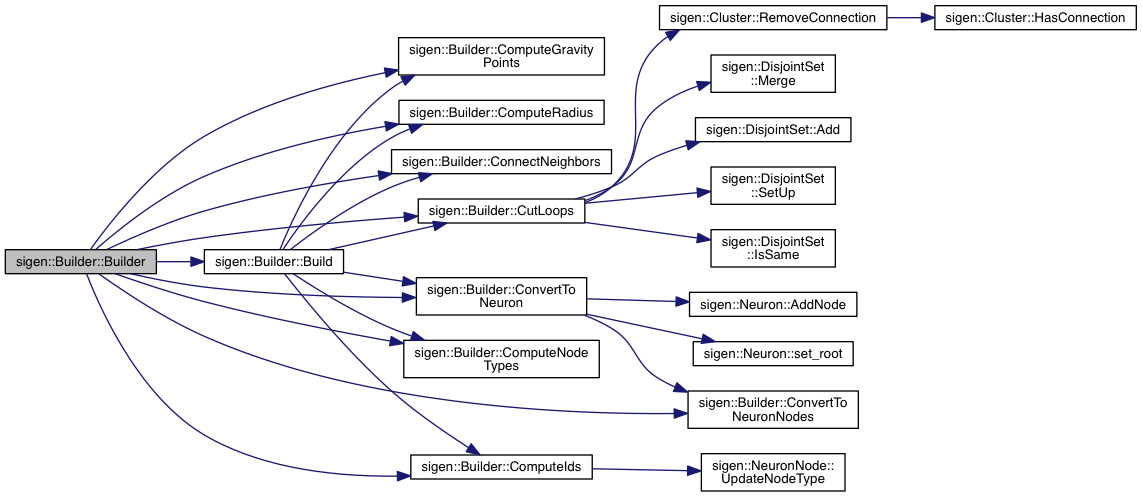 sigen::Cluster::RemoveConnection
sigen::Cluster::HasConnection
sigen::Builder::ComputeGravity
Points
sigen::DisjointSet
::Merge
sigen::Builder::ComputeRadius
sigen::DisjointSet::Add
sigen::Builder::ConnectNeighbors
sigen::DisjointSet
::SetUp
sigen::Builder::CutLoops
sigen::DisjointSet
::IsSame
sigen::Builder::Builder
sigen::Builder::Build
sigen::Builder::ConvertTo
Neuron
sigen::Neuron::AddNode
sigen::Builder::ComputeNode
Types
sigen::Neuron::set_root
sigen::Builder::ConvertTo
NeuronNodes
sigen::Builder::ComputeIds
sigen::NeuronNode::
UpdateNodeType